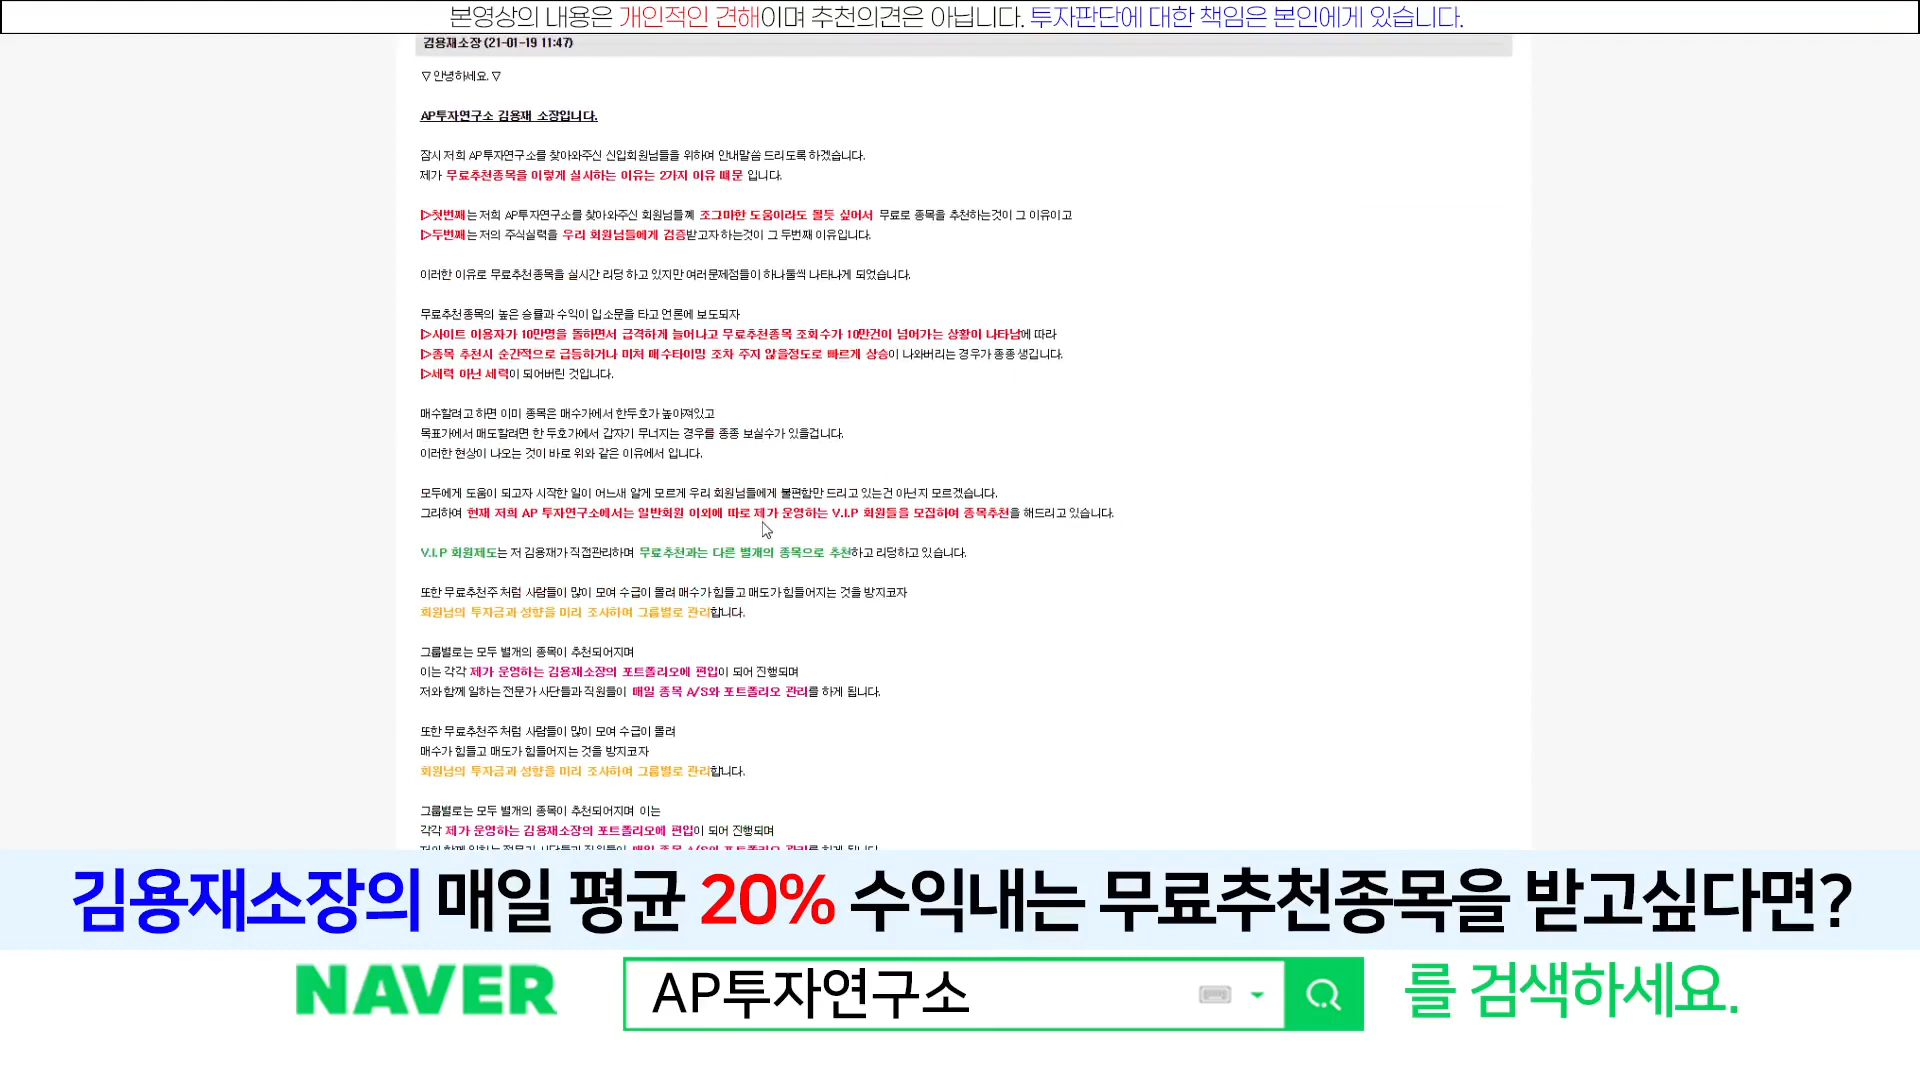 본영상의 내용은 개인적인 견해이며 추천의견은 아닙니다. 투자판단에 대한 책임은 본인에게 있습니다.
김용재소장 (21-01-19 11:47)
▽ 안녕하세요. ▽
AP투자연구소 김용재 소장입니다.
잠시 저희 AP투자연구소를 찾아와주신 신입회원님들을 위하여 안내말씀 드리도록 하겠습니다.
제가 무료추천종목을 이렇게 실시하는 이유는 2가지 이유 때문 입니다.
▷첫번째는 저희 AP투자연구소를 찾아와주신 회원님들께 조그마한 도움이라도 될듯 싶어서 무료로 종목을 추천하는것이 그 이유이고
▷두번째는 저의 주식실력을 우리 회원님들에게 검증받고자 하는것이 그 두번째 이유입니다.
이러한 이유로 무료추천종목을 실시간 리딩 하고 있지만 여러문제점들이 하나둘씩 나타나게 되었습니다.
무료추천종목의 높은 승률과 수익이 입소문을 타고 언론에 보도되자
▷사이트 이용자가 10만명을 돌하면서 급격하게 늘어나고 무료추천종목 조회수가 10만건이 넘어가는 상황이 나타남에 따라
▷종목 추천시 순간적으로 급등하거나 미처 매수타이밍 조차 주지 않을정도로 빠르게 상승이 나와버리는 경우가 종종 생깁니다.
▷세력 아닌 세력이 되어버린 것입니다.
매수할려고 하면 이미 종목은 매수가에서 한두호가 높아져있고
목표가에서 매도할려면 한 두호가에서 갑자기 무너지는 경우를 종종 보실수가 있을겁니다.
이러한 현상이 나오는 것이 바로 위와 같은 이유에서 입니다.
모두에게 도움이 되고자 시작한 일이 어느새 알게 모르게 우리 회원님들에게 불편함만 드리고 있는건 아닌지 모르겠습니다.
그리하여 현재 저희 AP 투자연구소에서는 일반회원 이외에 따로 제가 운영하는 V.I.P 회원들을 모집하여 종목추천을 해드리고 있습니다.
V.I.P 회원제도는 저 김용재가 직접관리하며 무료추천과는 다른 별개의 종목으로 추천하고 리딩하고 있습니다.
또한 무료추천주 처럼 사람들이 많이 모여 수급이 몰려 매수가 힘들고 매도가 힘들어지는 것을 방지코자
회원님의 투자금과 성향을 미리 조사하여 그룹별로 관리합니다.
그룹별로는 모두 별개의 종목이 추천되어지며
이는 각각 제가 운영하는 김용재소장의 포트폴리오에 편입이 되어 진행되며
저와 함께 일하는 전문가 사단들과 직원들이 매일 종목 A/S와 포트폴리오 관리를 하게 됩니다.
또한 무료추천주 처럼 사람들이 많이 모여 수급이 몰려
매수가 힘들고 매도가 힘들어지는 것을 방지코자
회원님의 투자금과 성향을 미리 조사하여 그룹별로 관리합니다.
그룹별로는 모두 별개의 종목이 추천되어지며 이는
각각 제가 운영하는 김용재소장의 포트폴리오에 편입이 되어 진행되며
김용재소장의 매일 평균 20% 수익내는 무료추천종목을 받고싶다면?
NAVER AP투자연구소 를 검색하세요.